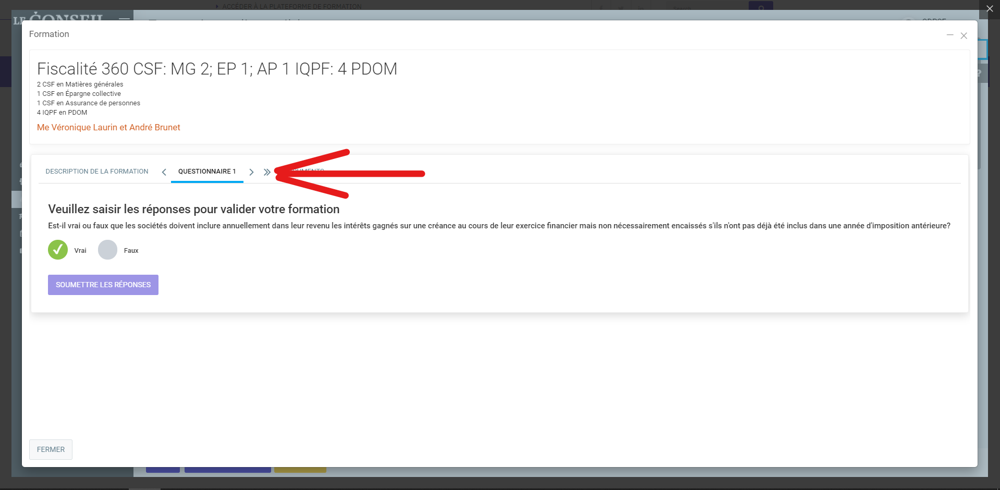 ACCÉDER À LA PLATEFORME DE FORMATION
Search
LE CONSEIL
Formation
Fiscalité 360 CSF: MG 2; EP 1; AP 1 IQPF: 4 PDOM
2 CSF en Matières générales
1 CSF en Épargne collective
1 CSF en Assurance de personnes
4 IQPF en PDOM
Me Véronique Laurin et André Brunet
DESCRIPTION DE LA FORMATION
QUESTIONNAIRE 1
Veuillez saisir les réponses pour valider votre formation
Est-il vrai ou faux que les sociétés doivent inclure annuellement dans leur revenu les intérêts gagnés sur une créance au cours de leur exercice financier mais non nécessairement encaissés s'ils n'ont pas déjà été inclus dans une année d'imposition antérieure?
Vrai Faux
SOUMETTRE LES RÉPONSES
FERMER